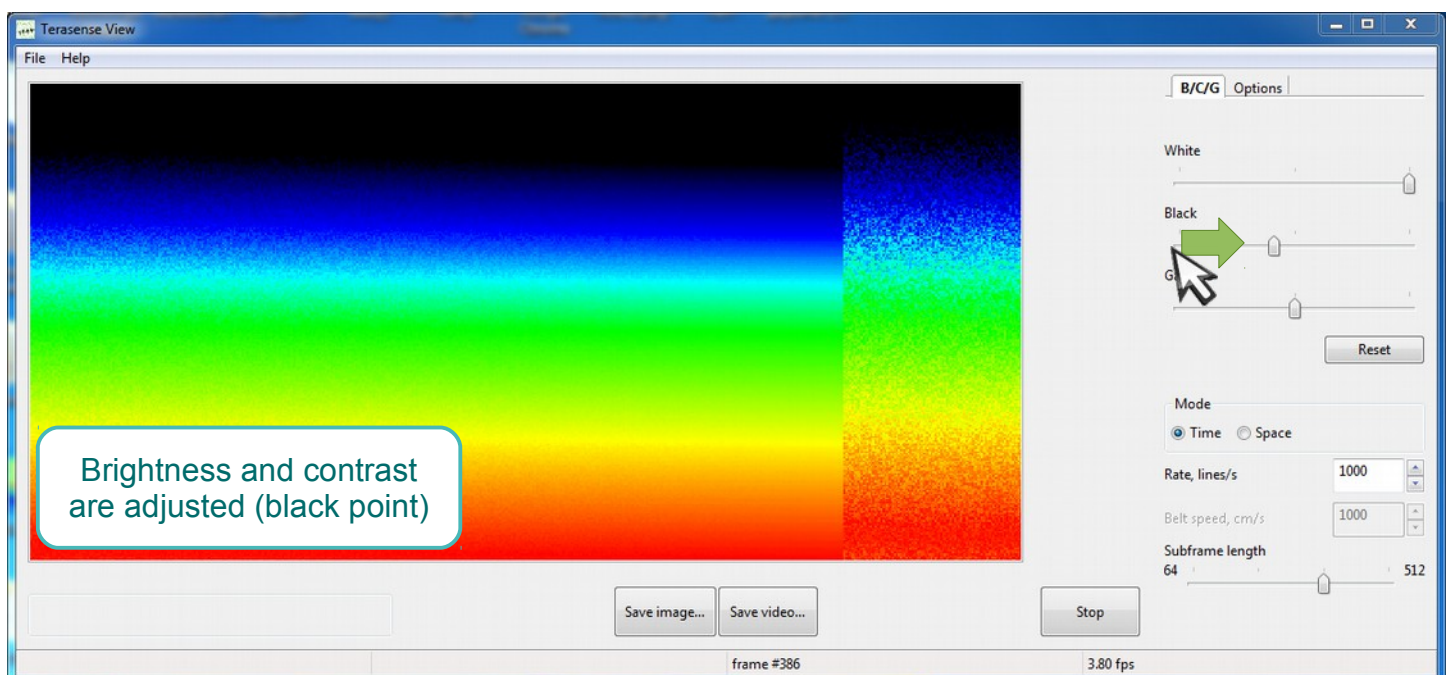 Terasense View
File Help
B/C/G Options
White
Black
G
Reset
Mode
Time Space
Rate, lines/s 1000
Belt speed, cm/s 1000
Subframe length
64 512
Brightness and contrast
are adjusted (black point)
Save image... Save video... Stop
frame #386 3.80 fps